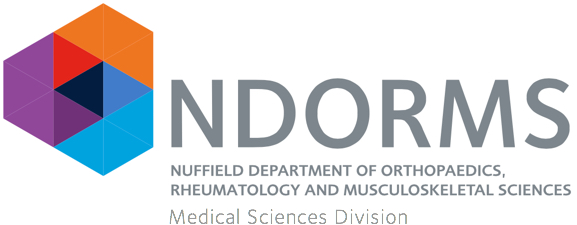 NDORMS
NUFFIELD DEPARTMENT OF ORTHOPAEDICS,
RHEUMATOLOGY AND MUSCULOSKELETAL SCIENCES
Medical Sciences Division